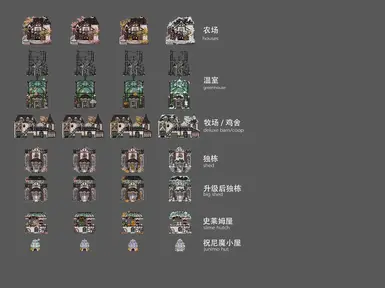 农场
houses
温室
greenhouse
牧场 / 鸡舍
deluxe barn/coop
独栋
shed
升级后独栋
big shed
史莱姆屋
slime hutch
祝尼魔小屋
junimo hut